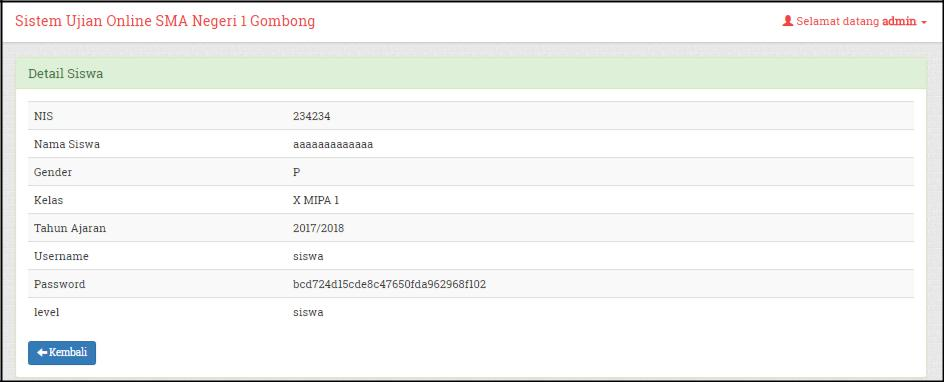 Sistem Ujian Online SMA Negeri 1 Gombong
Selamat datang admin
Detail Siswa
NIS 234234
Nama Siswa aaaaaaaaaaaaa
Gender P
Kelas X MIPA 1
Tahun Ajaran 2017/2018
Username siswa
Password bcd724d15cde8c47650fda962968f102
level siswa
Kembali